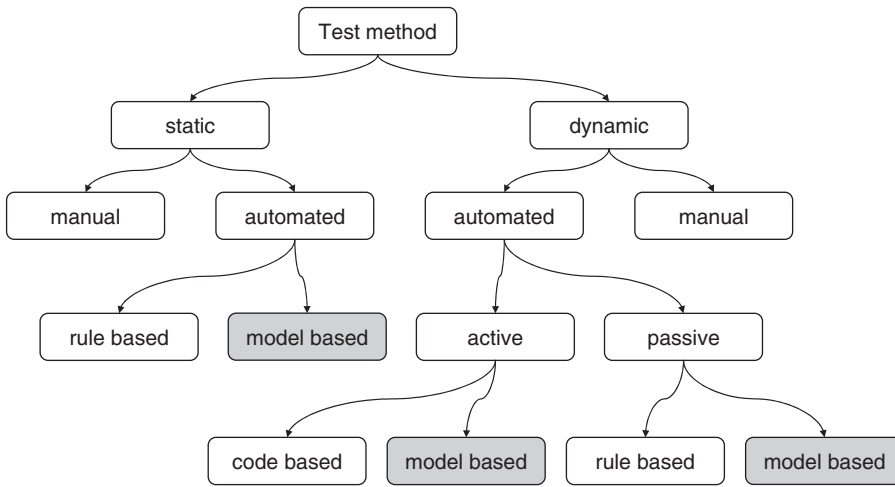 Test method
static
dynamic
manual
automated
automated
manual
rule based
model based
active
passive
code based
model based
rule based
model based